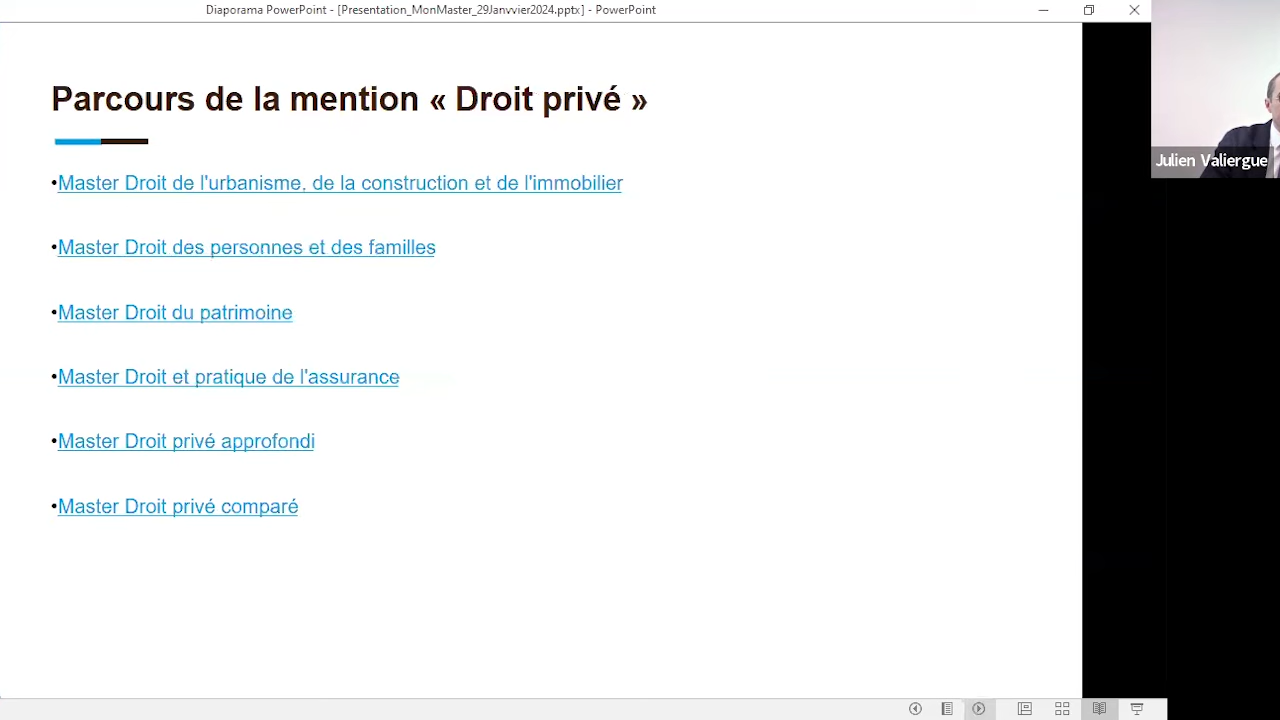 Diaporama PowerPoint - [Presentation_MonMaster_29Janvvier2024.pptx] - PowerPoint
Parcours de la mention « Droit privé »
•Master Droit de l'urbanisme, de la construction et de l'immobilier
•Master Droit des personnes et des familles
•Master Droit du patrimoine
•Master Droit et pratique de l'assurance
•Master Droit privé approfondi
•Master Droit privé comparé
Julien Valiergue